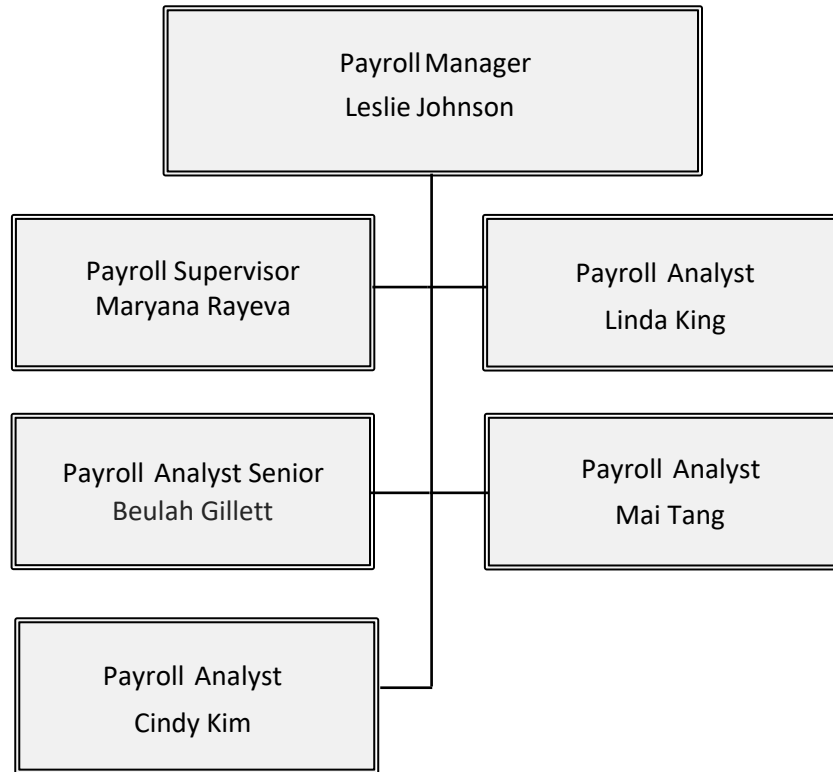 Payroll Manager
Leslie Johnson
Payroll Supervisor
Maryana Rayeva
Payroll Analyst
Linda King
Payroll Analyst Senior
Beulah Gillett
Payroll Analyst
Mai Tang
Payroll Analyst
Cindy Kim